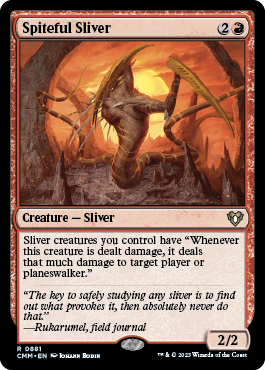 Spiteful Sliver 2
Creature — Sliver
Sliver creatures you control have “Whenever
this creature is dealt damage, it deals
that much damage to target player or
planeswalker.”
“The key to safely studying any sliver is to find
out what provokes it, then absolutely never do
that.”
—Rukarumel, field journal
2/2
R 0881
CMM • EN Johann Bodin
™ & © 2023 Wizards of the Coast